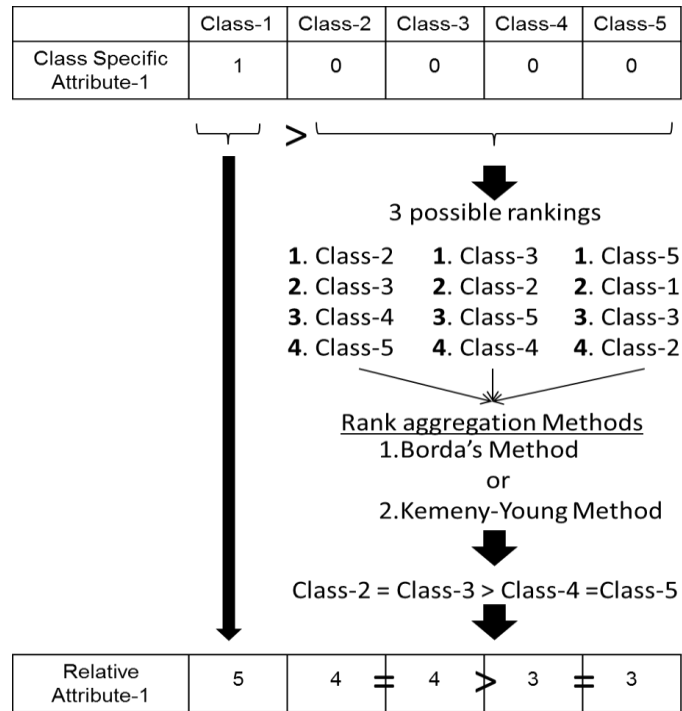 Class-1 Class-2 Class-3 Class-4 Class-5
Class Specific
Attribute-1
1 0 0 0 0
>
3 possible rankings
1. Class-2 1. Class-3 1. Class-5
2. Class-3 2. Class-2 2. Class-1
3. Class-4 3. Class-5 3. Class-3
4. Class-5 4. Class-4 4. Class-2
Rank aggregation Methods
1.Borda's Method
or
2.Kemeny-Young Method
Class-2 = Class-3 > Class-4 =Class-5
Relative
Attribute-1
5 4 = 4 > 3 = 3